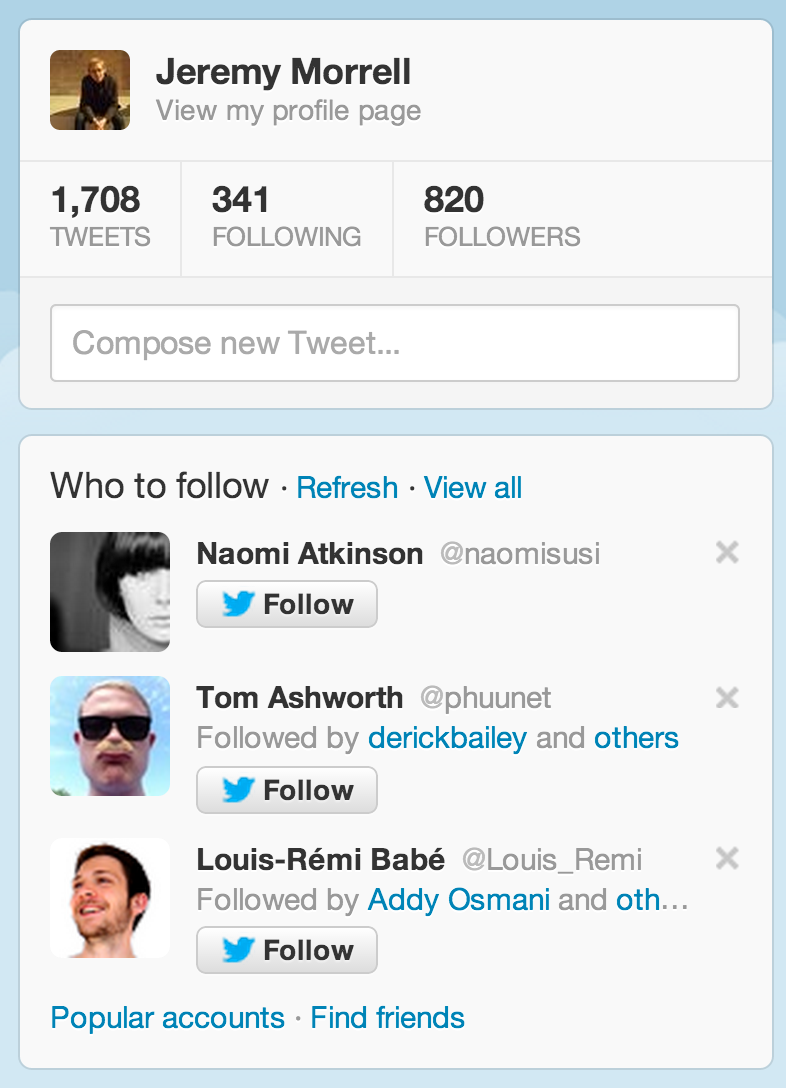 Jeremy Morrell
View my profile page
1,708 341 820
TWEETS FOLLOWING FOLLOWERS
Compose new Tweet...
Who to follow · Refresh · View all
Naomi Atkinson @naomisusi
Follow
Tom Ashworth @phuunet
Followed by derickbailey and others
Follow
Louis-Rémi Babé @Louis_Remi
Followed by Addy Osmani and oth...
Follow
Popular accounts · Find friends